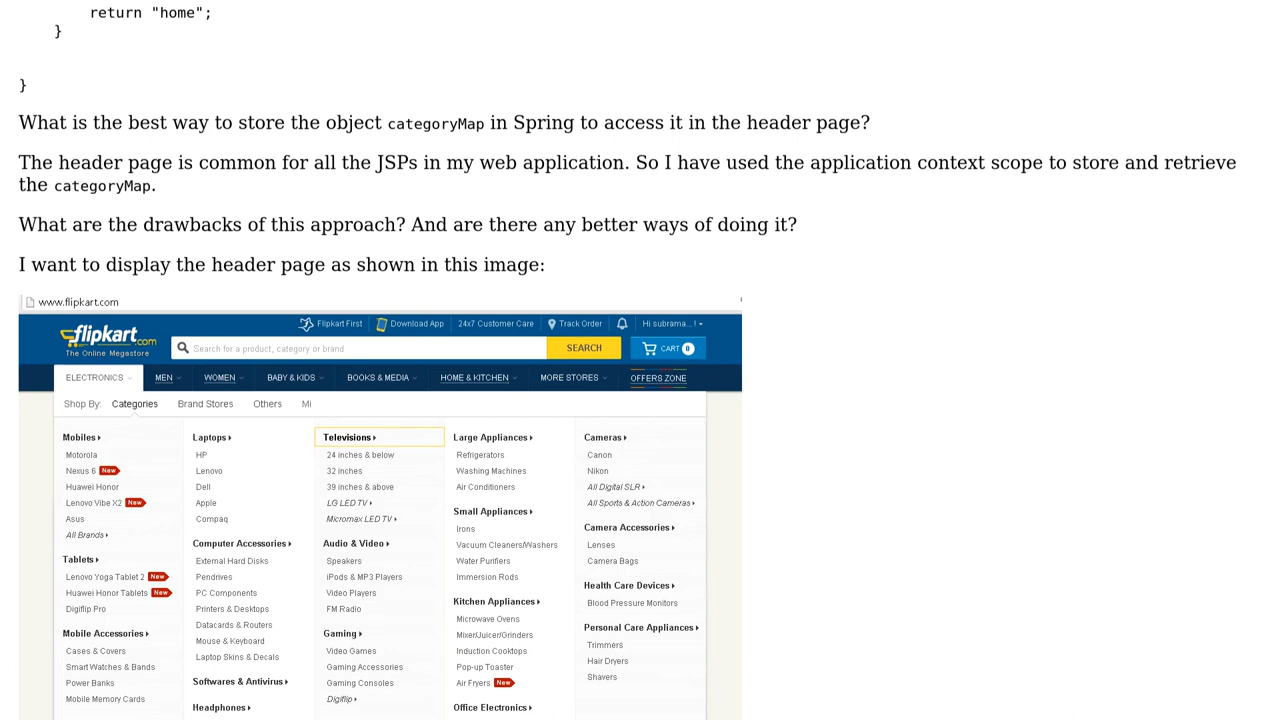 return "home";
}
}
What is the best way to store the object categoryMap in Spring to access it in the header page?
The header page is common for all the JSPs in my web application. So I have used the application context scope to store and retrieve
the categoryMap.
What are the drawbacks of this approach? And are there any better ways of doing it?
I want to display the header page as shown in this image:
www.flipkart.com
Flipkart First Download App 24x7 Customer Care Track Order Hi subrama...!
flipkart.com
The Online Megastore
Search for a product, category or brand SEARCH CART 0
ELECTRONICS MEN WOMEN BABY & KIDS BOOKS & MEDIA HOME & KITCHEN MORE STORES OFFERS ZONE
Shop By: Categories Brand Stores Others Mi
Mobiles
Motorola
Nexus 6 New
Huawei Honor
Lenovo Vibe X2 New
Asus
All Brands
Tablets
Lenovo Yoga Tablet 2 New
Huawei Honor Tablets New
Digiflip Pro
Mobile Accessories
Cases & Covers
Smart Watches & Bands
Power Banks
Mobile Memory Cards
Laptops
HP
Lenovo
Dell
Apple
Compaq
Computer Accessories
External Hard Disks
Pendrives
PC Components
Printers & Desktops
Datacards & Routers
Mouse & Keyboard
Laptop Skins & Decals
Softwares & Antivirus
Headphones
Televisions
24 inches & below
32 inches
39 inches & above
LG LED TV
Micromax LED TV
Audio & Video
Speakers
iPods & MP3 Players
Video Players
FM Radio
Gaming
Video Games
Gaming Accessories
Gaming Consoles
Digiflip
Large Appliances
Refrigerators
Washing Machines
Air Conditioners
Small Appliances
Irons
Vacuum Cleaners/Washers
Water Purifiers
Immersion Rods
Kitchen Appliances
Microwave Ovens
Mixer/Juicer/Grinders
Induction Cooktops
Pop-up Toaster
Air Fryers New
Office Electronics
Cameras
Canon
Nikon
All Digital SLR
All Sports & Action Cameras
Camera Accessories
Lenses
Camera Bags
Health Care Devices
Blood Pressure Monitors
Personal Care Appliances
Trimmers
Hair Dryers
Shavers